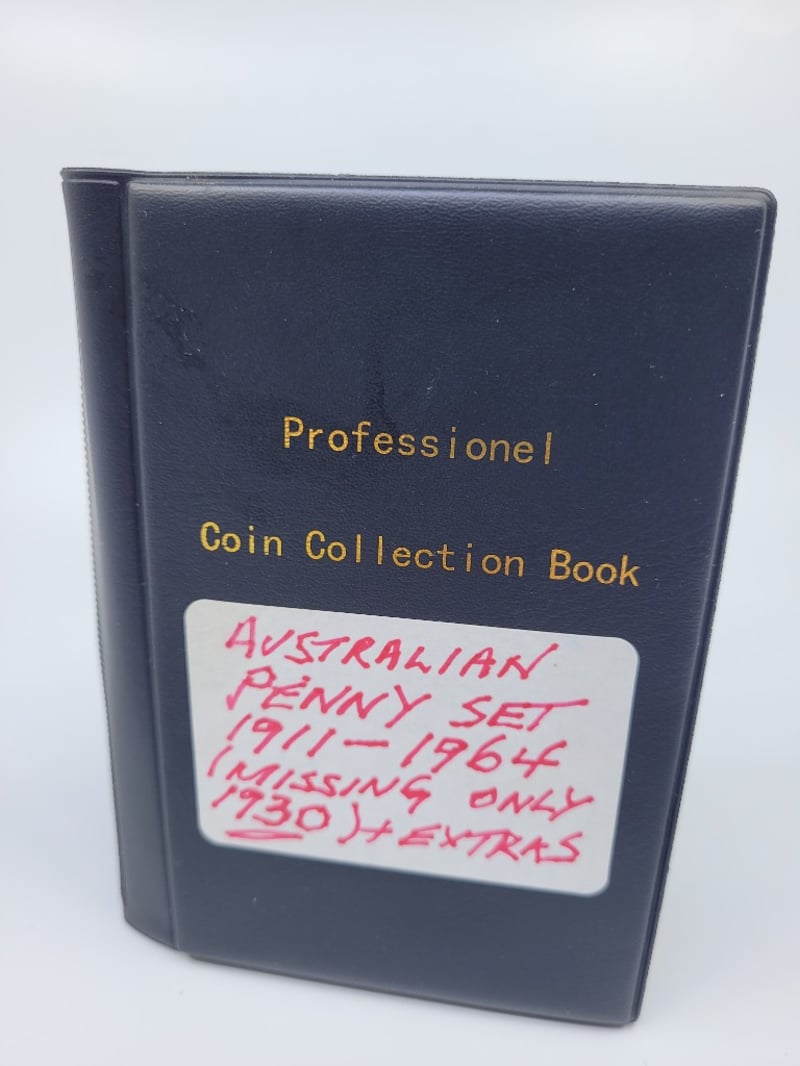 Professionel
Coin Collection Book
AUSTRALIAN
PENNY SET
1911-1964
(MISSING ONLY
1930) + EXTRAS